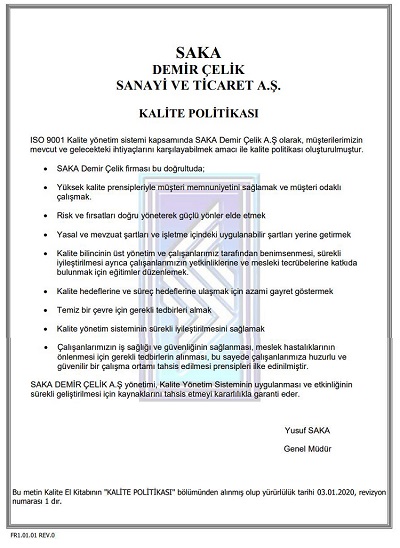 SAKA
DEMİR ÇELİK
SANAYİ VE TİCARET A.Ş.
KALİTE POLİTİKASI
ISO 9001 Kalite yönetim sistemi kapsamında SAKA Demir Çelik A.Ş olarak, müşterilerimizin
mevcut ve gelecekteki ihtiyaçlarını karşılayabilmek amacı ile kalite politikası oluşturulmuştur.
• SAKA Demir Çelik firması bu doğrultuda;
• Yüksek kalite prensipleriyle müşteri memnuniyetini sağlamak ve müşteri odaklı
çalışmak.
• Risk ve fırsatları doğru yöneterek güçlü yönler elde etmek
• Yasal ve mevzuat şartları ve işletme içindeki uygulanabilir şartları yerine getirmek
• Kalite bilincinin üst yönetim ve çalışanlarımız tarafından benimsenmesi, sürekli
iyileştirilmesi ayrıca çalışanlarımızın yetkinliklerine ve mesleki tecrübelerine katkıda
bulunmak için eğitimler düzenlemek.
• Kalite hedeflerine ve süreç hedeflerine ulaşmak için azami gayret göstermek
• Temiz bir çevre için gerekli tedbirleri almak
• Kalite yönetim sisteminin sürekli iyileştirilmesini sağlamak
• Çalışanlarımızın iş sağlığı ve güvenliğinin sağlanması, meslek hastalıklarının
önlenmesi için gerekli tedbirlerin alınması, bu sayede çalışanlarımıza huzurlu ve
güvenilir bir çalışma ortamı tahsis edilmesi prensipleri ilke edinilmiştir.
SAKA DEMİR ÇELİK A.Ş yönetimi, Kalite Yönetim Sisteminin uygulanması ve etkinliğinin
sürekli geliştirilmesi için kaynaklarını tahsis etmeyi kararlılıkla garanti eder.
Yusuf SAKA
Genel Müdür
Bu metin Kalite El Kitabının "KALİTE POLİTİKASI" bölümünden alınmış olup yürürlülük tarihi 03.01.2020, revizyon
numarası 1 dir.
FR1.01.01 REV.0